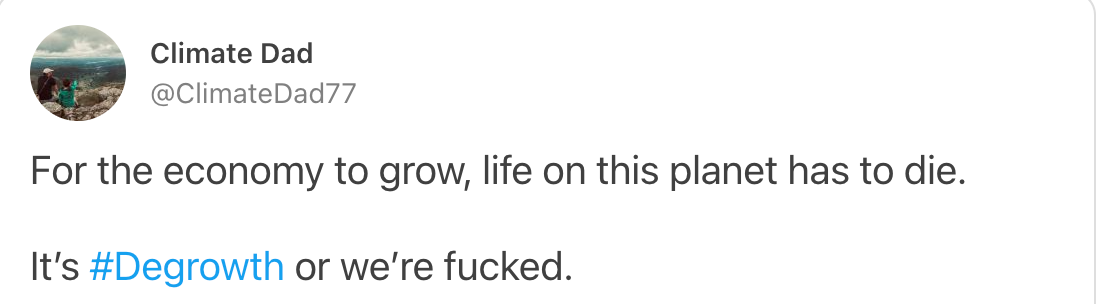 Climate Dad
@ClimateDad77
For the economy to grow, life on this planet has to die.
It’s #Degrowth or we’re fucked.